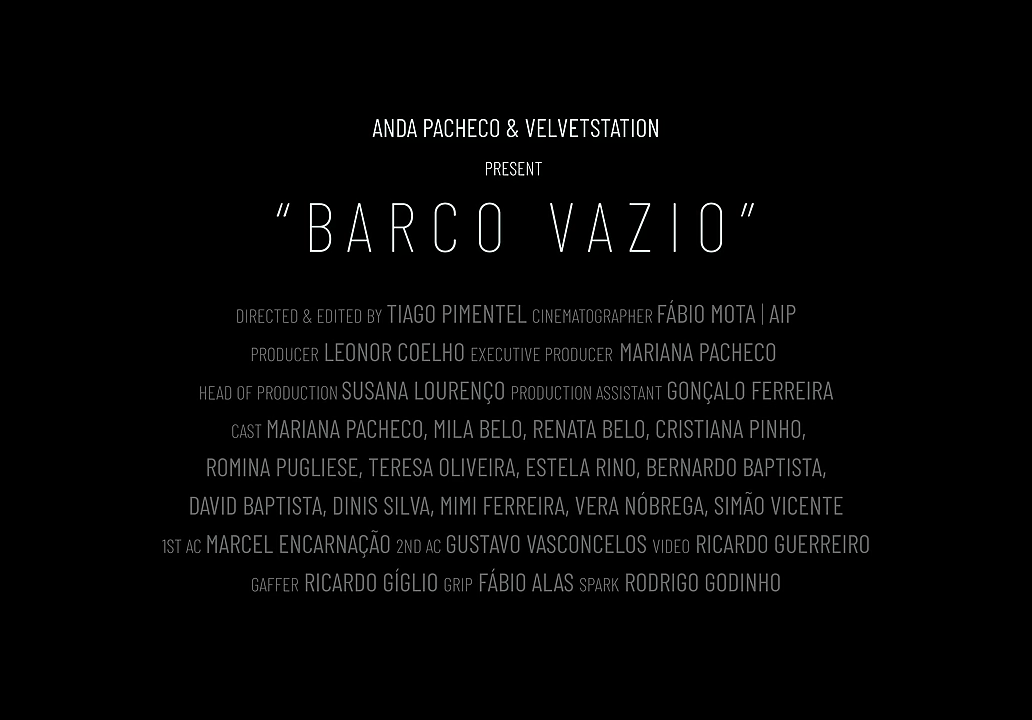 ANDA PACHECO & VELVETSTATION
PRESENT
“BARCO VAZIO”
DIRECTED & EDITED BY TIAGO PIMENTEL CINEMATOGRAPHER FÁBIO MOTA | AIP
PRODUCER LEONOR COELHO EXECUTIVE PRODUCER MARIANA PACHECO
HEAD OF PRODUCTION SUSANA LOURENÇO PRODUCTION ASSISTANT GONÇALO FERREIRA
CAST MARIANA PACHECO, MILA BELO, RENATA BELO, CRISTIANA PINHO,
ROMINA PUGLIESE, TERESA OLIVEIRA, ESTELA RINO, BERNARDO BAPTISTA,
DAVID BAPTISTA, DINIS SILVA, MIMI FERREIRA, VERA NÓBREGA, SIMÃO VICENTE
1ST AC MARCEL ENCARNAÇÃO 2ND AC GUSTAVO VASCONCELOS VIDEO RICARDO GUERREIRO
GAFFER RICARDO GÍGLIO GRIP FÁBIO ALAS SPARK RODRIGO GODINHO